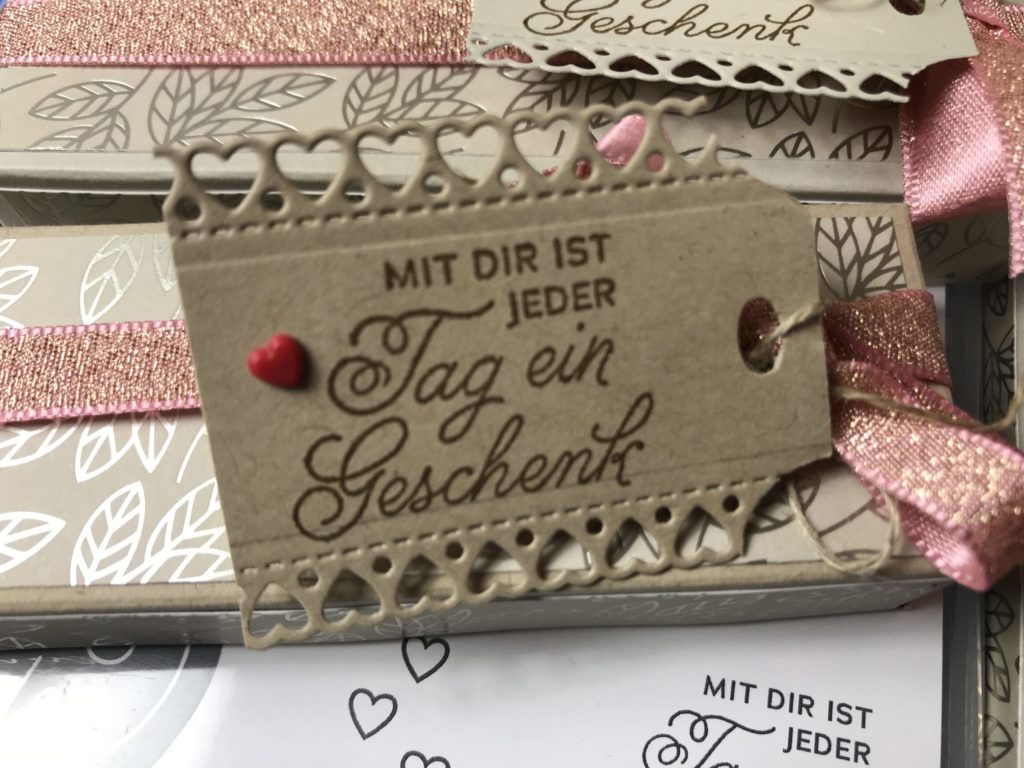 Geschenk
MIT DIR IST
JEDER
Tag ein
Geschenk
MIT DIR IST
JEDER